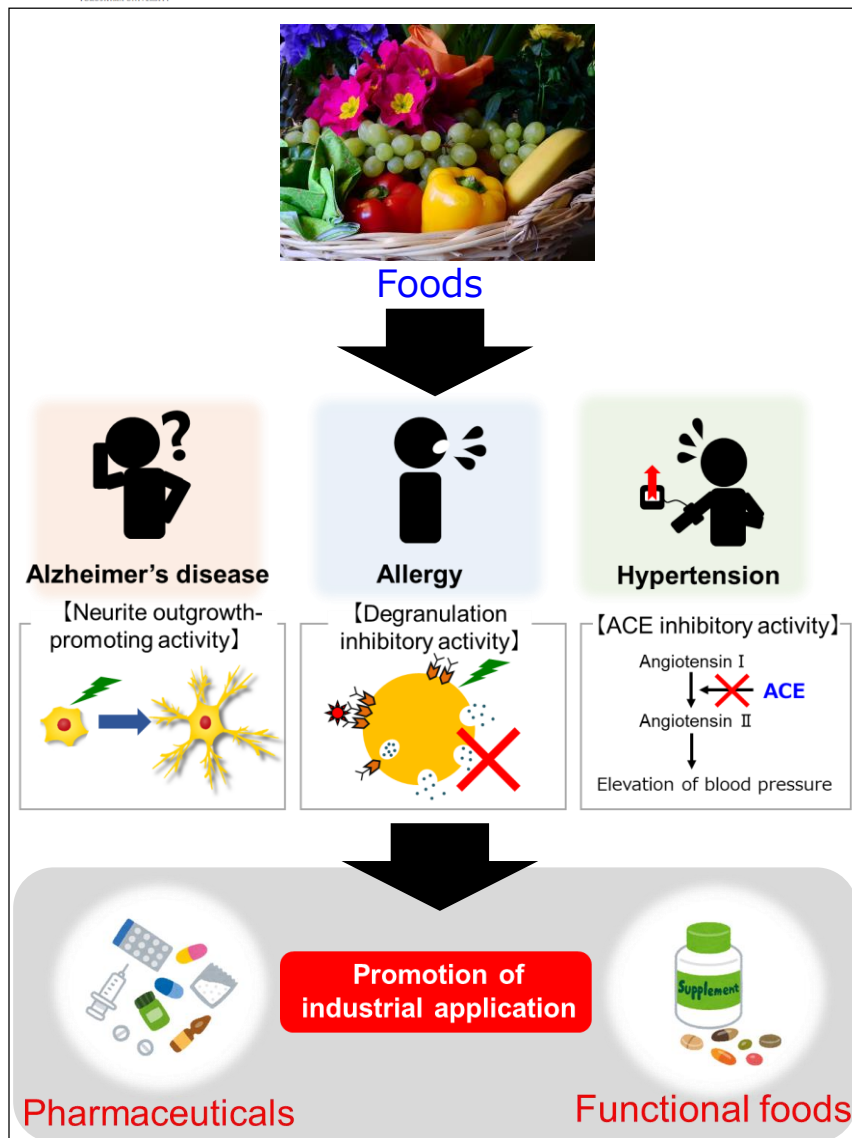 Foods
?
Alzheimer's disease
Allergy
Hypertension
【Neurite outgrowth-
promoting activity】
【Degranulation
inhibitory activity】
【ACE inhibitory activity】
Angiotensin I
ACE
Angiotensin Ⅱ
Elevation of blood pressure
Promotion of
industrial application
Supplement
Pharmaceuticals
Functional foods